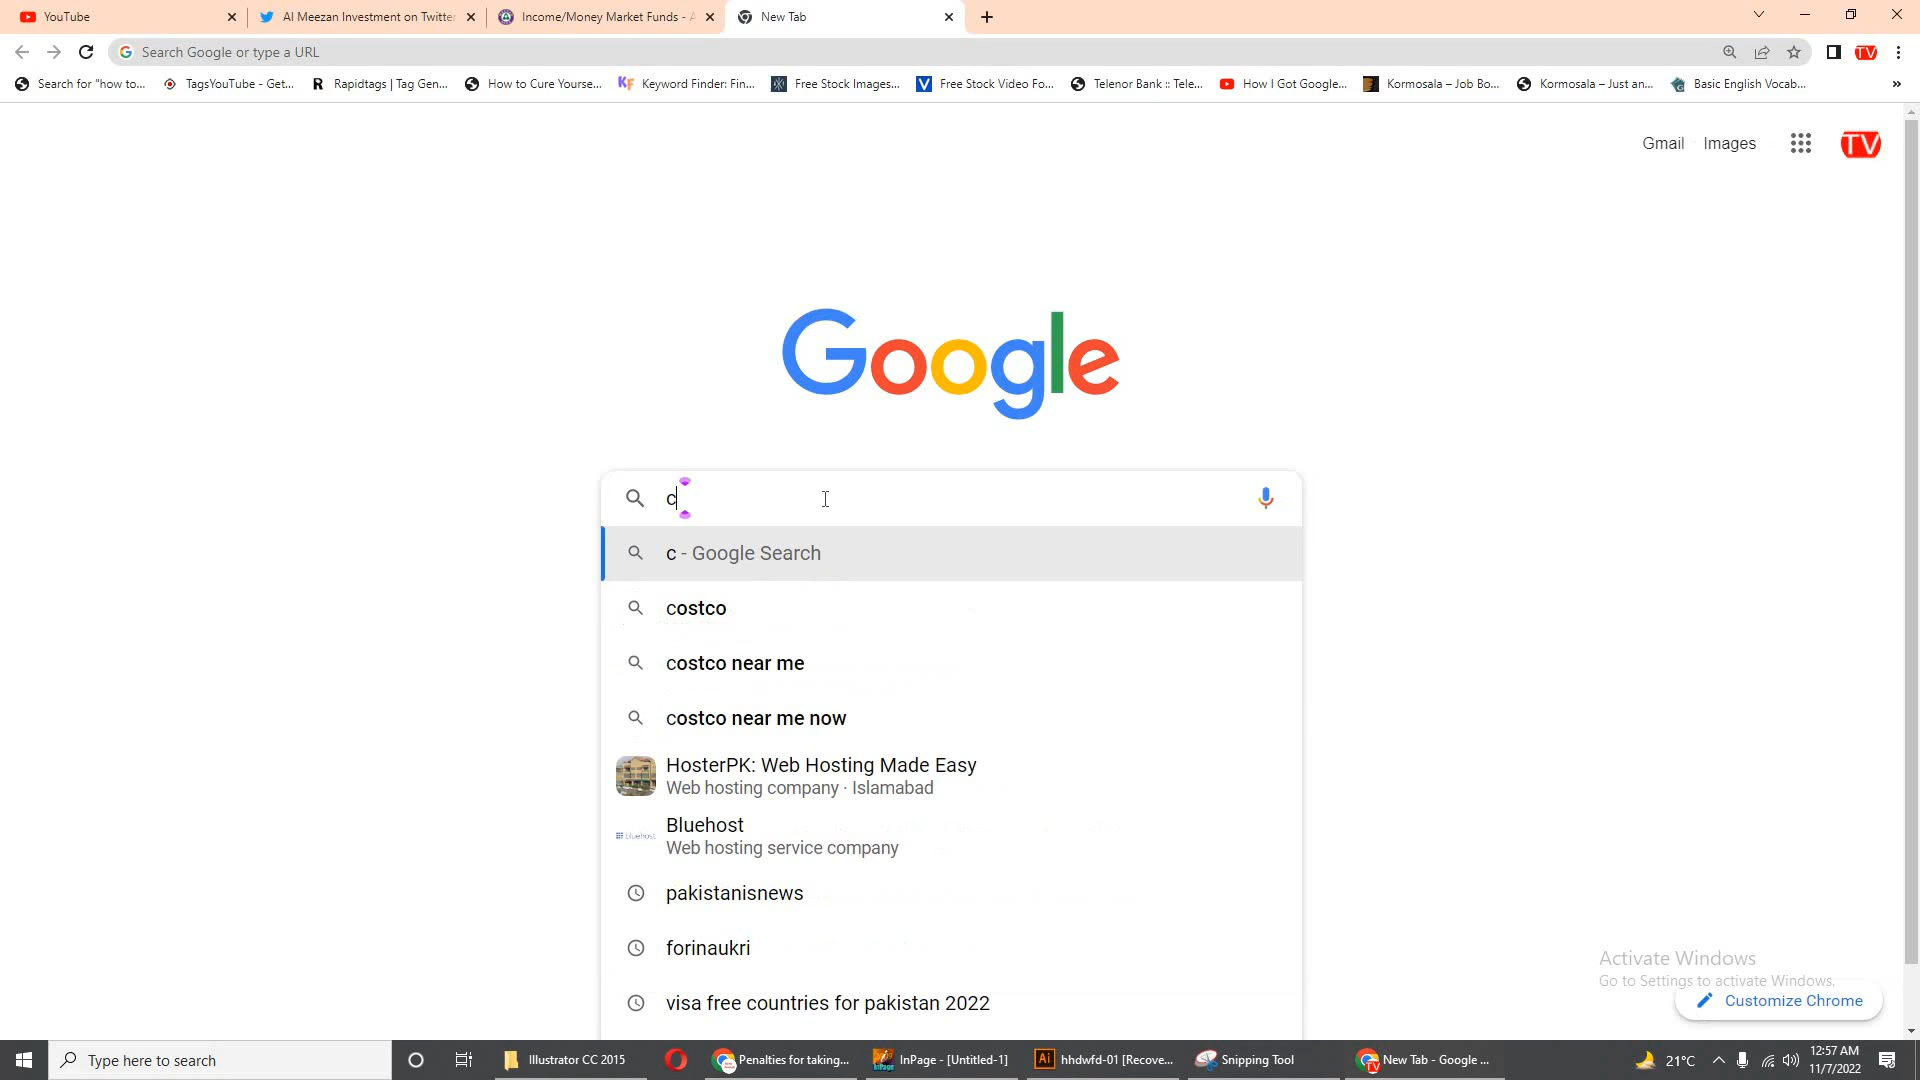 YouTube
Al Meezan Investment on Twitter
Income/Money Market Funds - A
New Tab
Search Google or type a URL
TV
Search for "how to...
TagsYouTube - Get...
R Rapidtags | Tag Gen...
How to Cure Yourse...
KF Keyword Finder: Fin...
Free Stock Images...
V Free Stock Video Fo...
Telenor Bank :: Tele...
How I Got Google...
Kormosala – Job Bo...
Kormosala – Just an...
Basic English Vocab...
»
Gmail
Images
TV
Google
c
c - Google Search
costco
costco near me
costco near me now
HosterPK: Web Hosting Made Easy
Web hosting company · Islamabad
bluehost
Bluehost
Web hosting service company
pakistanisnews
forinaukri
visa free countries for pakistan 2022
Activate Windows
Go to Settings to activate Windows.
Customize Chrome
Type here to search
Illustrator CC 2015
Penalties for taking...
InPage - [Untitled-1]
Ai hhdwfd-01 [Recove...
Snipping Tool
New Tab - Google ...
21°C
12:57 AM
11/7/2022